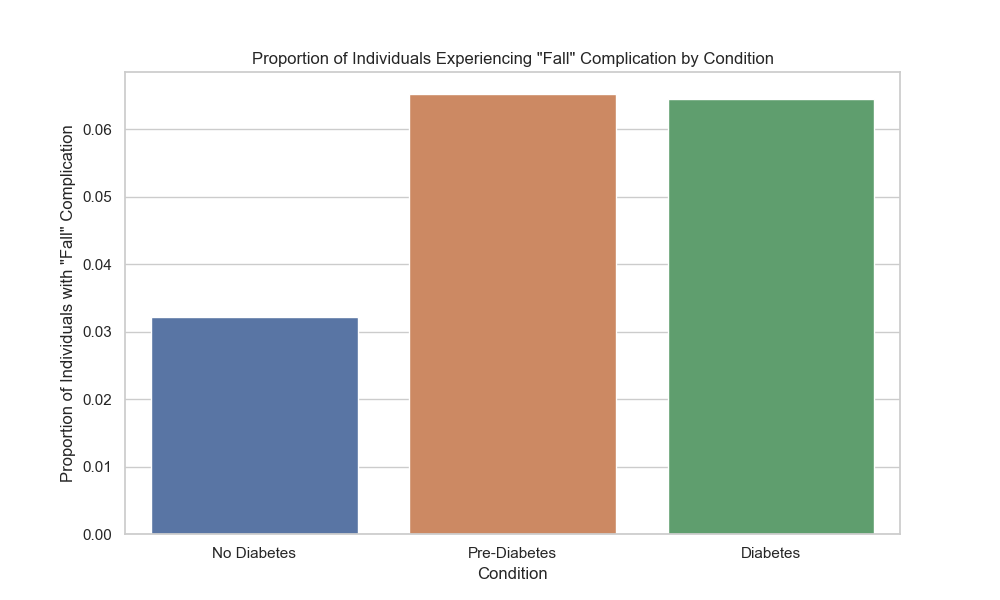 Proportion of Individuals Experiencing "Fall" Complication by Condition
Proportion of Individuals with "Fall" Complication
0.06
0.05
0.04
0.03
0.02
0.01
0.00
No Diabetes
Pre-Diabetes
Diabetes
Condition